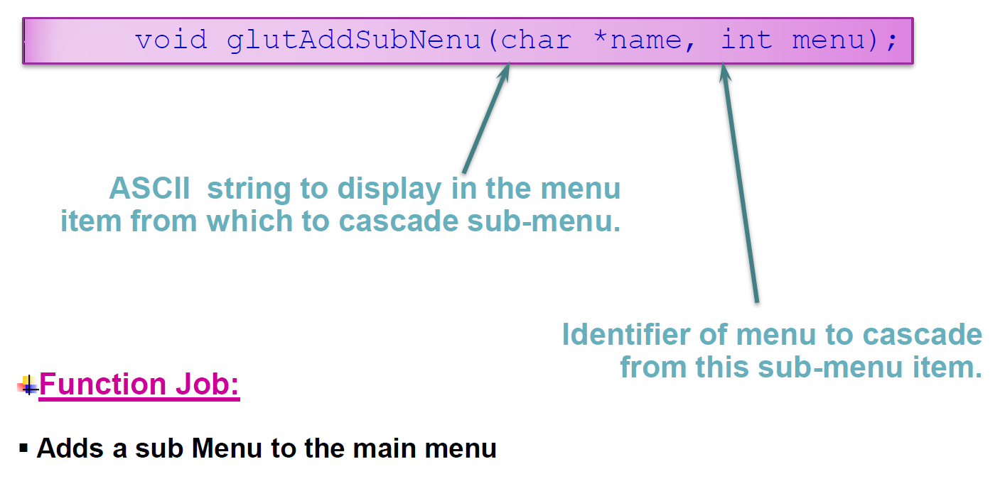 void glutAddSubNenu(char *name, int menu);
ASCII string to display in the menu
item from which to cascade sub-menu.
Identifier of menu to cascade
from this sub-menu item.
Function Job:
▪ Adds a sub Menu to the main menu